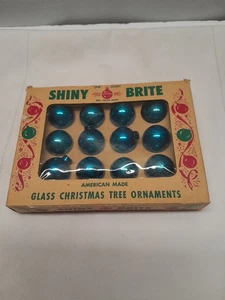 SHINY BRITE
AMERICAN MADE
GLASS CHRISTMAS TREE ORNAMENTS